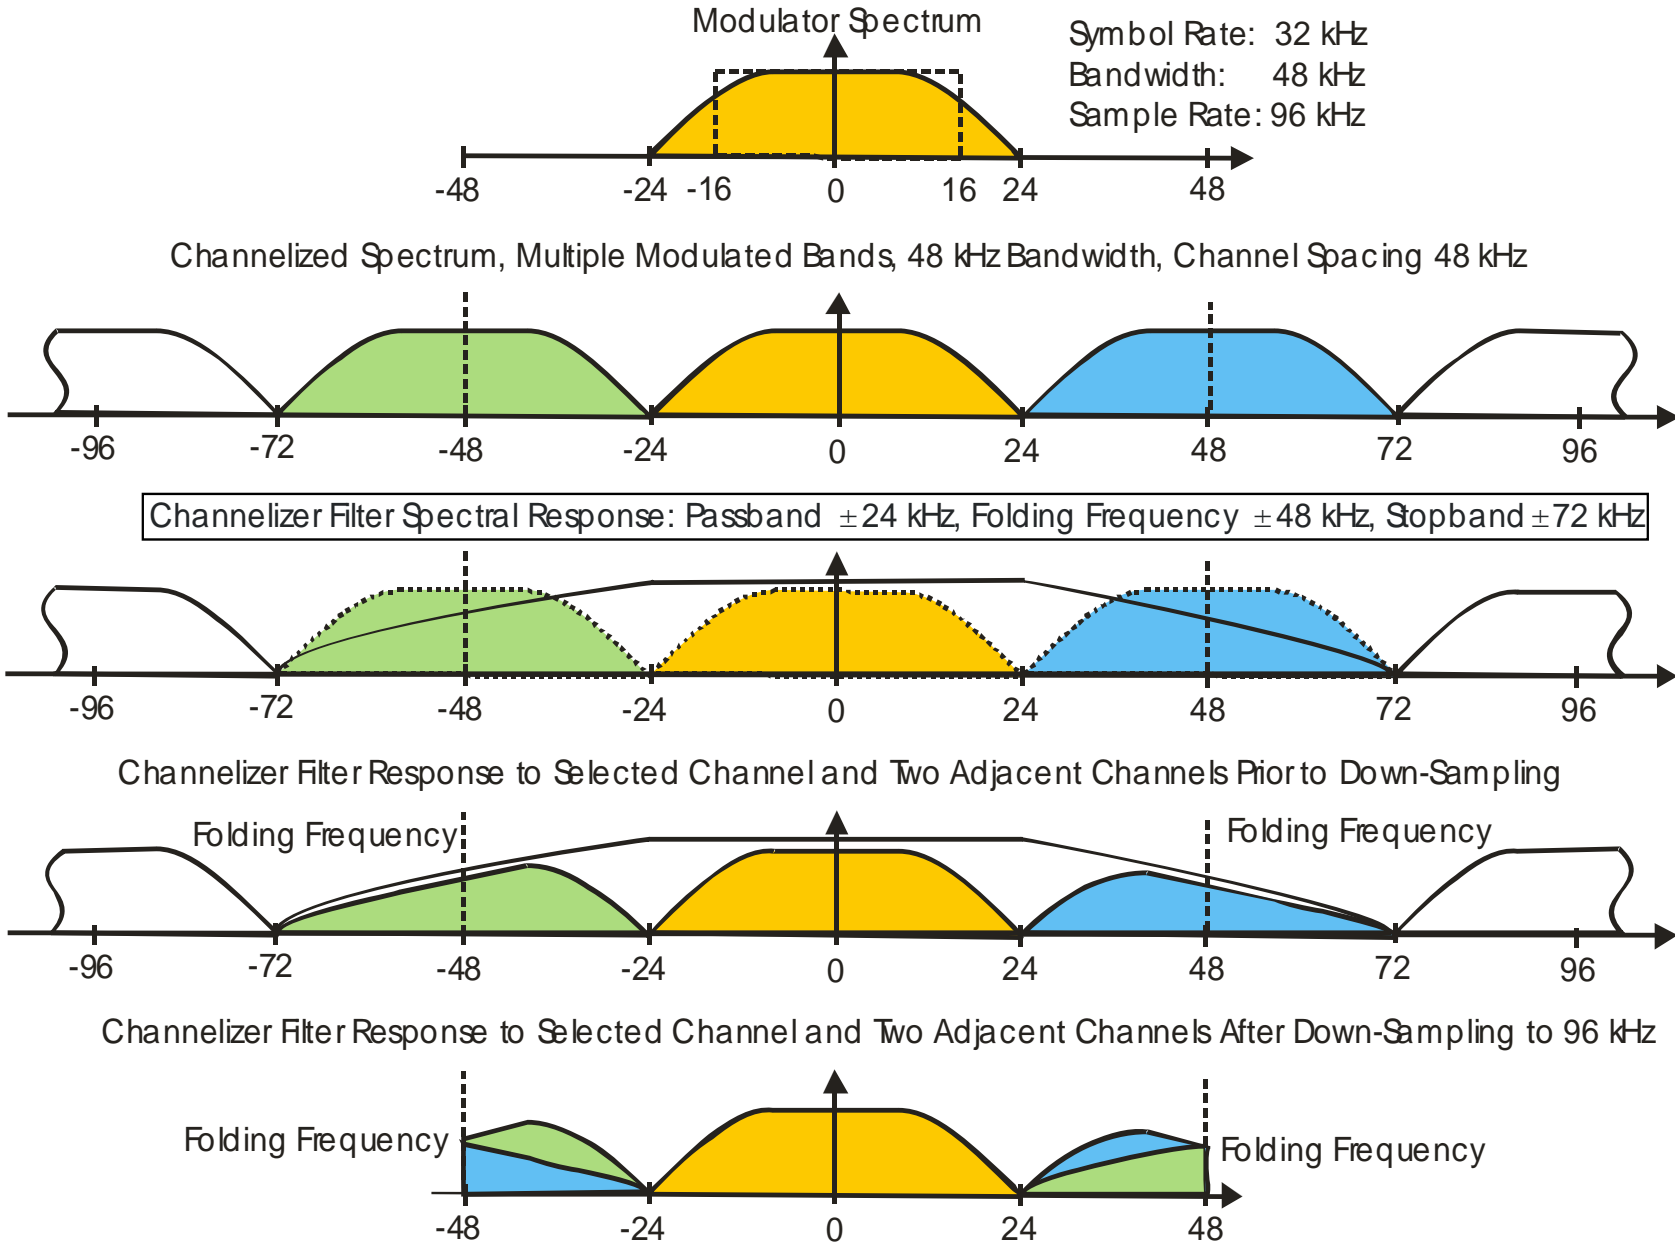 Modulator Spectrum
Symbol Rate: 32 kHz
Bandwidth: 48 kHz
Sample Rate: 96 kHz
-48 -24 -16 0 16 24 48
Channelized Spectrum, Multiple Modulated Bands, 48 kHz Bandwidth, Channel Spacing 48 kHz
-96 -72 -48 -24 0 24 48 72 96
Channelizer Filter Spectral Response: Passband ±24 kHz, Folding Frequency ±48 kHz, Stopband ±72 kHz
-96 -72 -48 -24 0 24 48 72 96
Channelizer Filter Response to Selected Channel and Two Adjacent Channels Prior to Down-Sampling
Folding Frequency Folding Frequency
-96 -72 -48 -24 0 24 48 72 96
Channelizer Filter Response to Selected Channel and Two Adjacent Channels After Down-Sampling to 96 kHz
Folding Frequency Folding Frequency
-48 -24 0 24 48